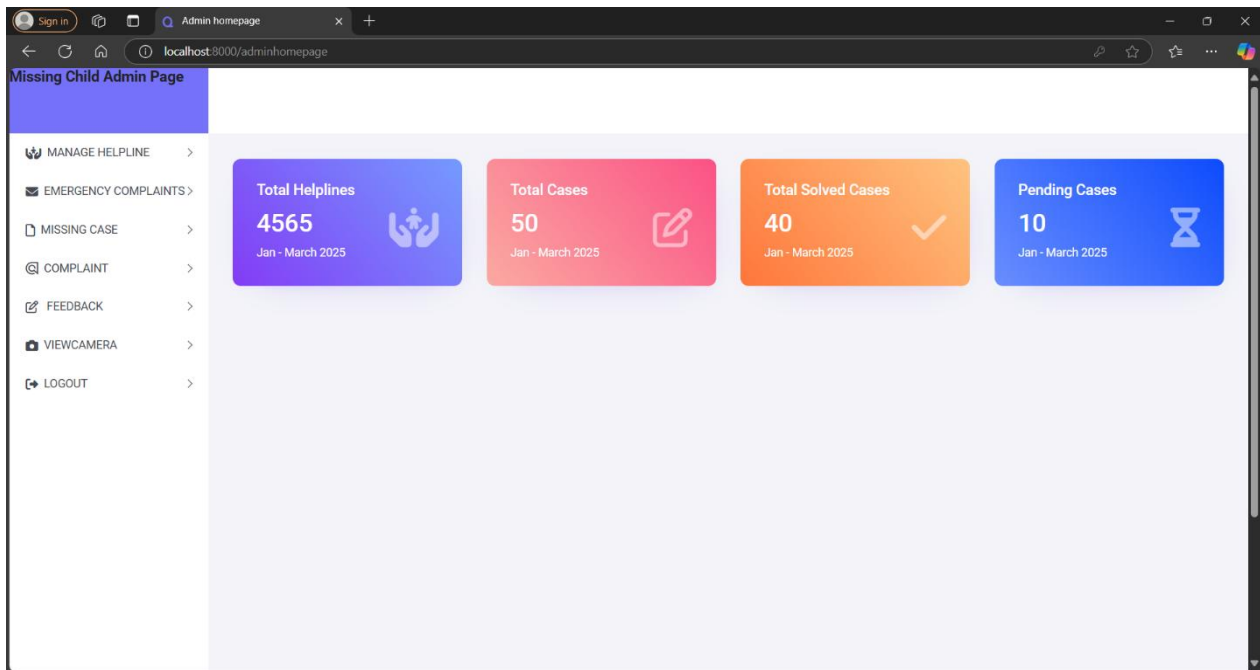 Sign in
Admin homepage
localhost:8000/adminhomepage
Missing Child Admin Page
MANAGE HELPLINE
EMERGENCY COMPLAINTS
MISSING CASE
COMPLAINT
FEEDBACK
VIEWCAMERA
LOGOUT
Total Helplines
4565
Jan - March 2025
Total Cases
50
Jan - March 2025
Total Solved Cases
40
Jan - March 2025
Pending Cases
10
Jan - March 2025